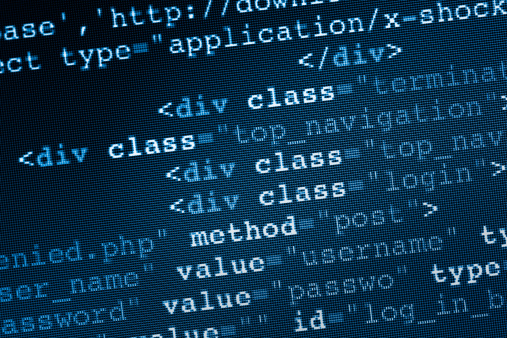 ase','http://downl
ect type="application/x-shock
</div>
<div class="terminat
<div class="top_navigation">
<div class="top_nav
<div class="login">
enied.php" method="post">
ser_name" value="username" ty
assword" value="passwo" type=
value="" id="log_in_b